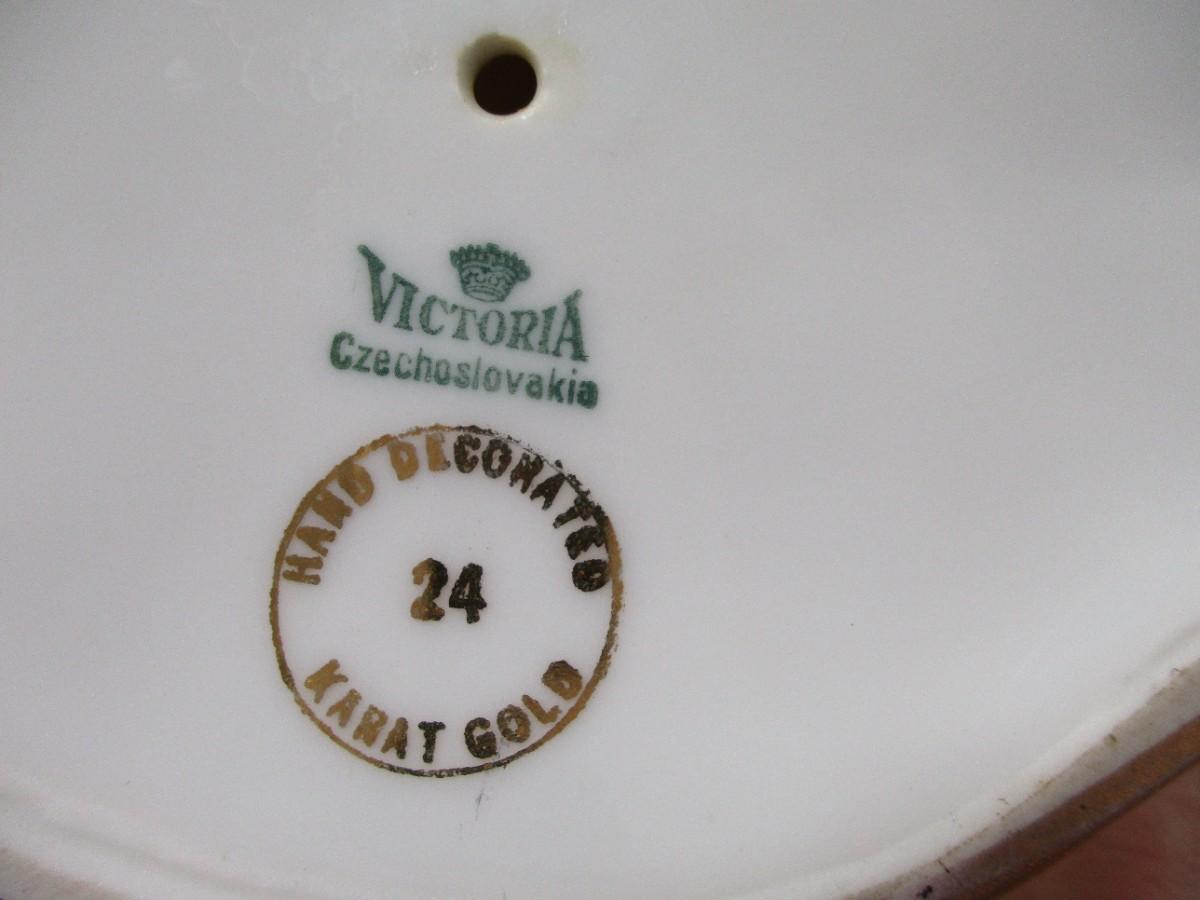 VICTORIA
Czechoslovakia
HAND DECORATED
24
KARAT GOLD